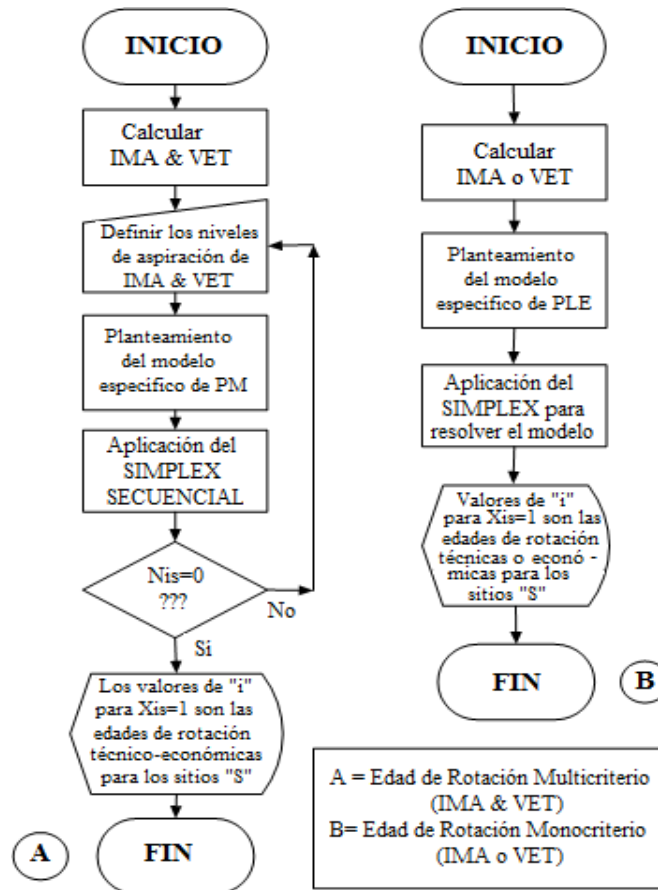 INICIO
Calcular
IMA & VET
Definir los niveles
de aspiración de
IMA & VET
Planteamiento
del modelo
especifico de PM
Aplicación del
SIMPLEX
SECUENCIAL
Nis=0
???
No
Si
Los valores de "i"
para Xis=1 son las
edades de rotación
técnico-económicas
para los sitios "S"
FIN
A
INICIO
Calcular
IMA o VET
Planteamiento
del modelo
especifico de PLE
Aplicación del
SIMPLEX para
resolver el modelo
Valores de "i"
para Xis=1 son las
edades de rotación
técnicas o econó -
micas para los
sitios "S"
FIN
B
A = Edad de Rotación Multicriterio
(IMA & VET)
B= Edad de Rotación Monocriterio
(IMA o VET)